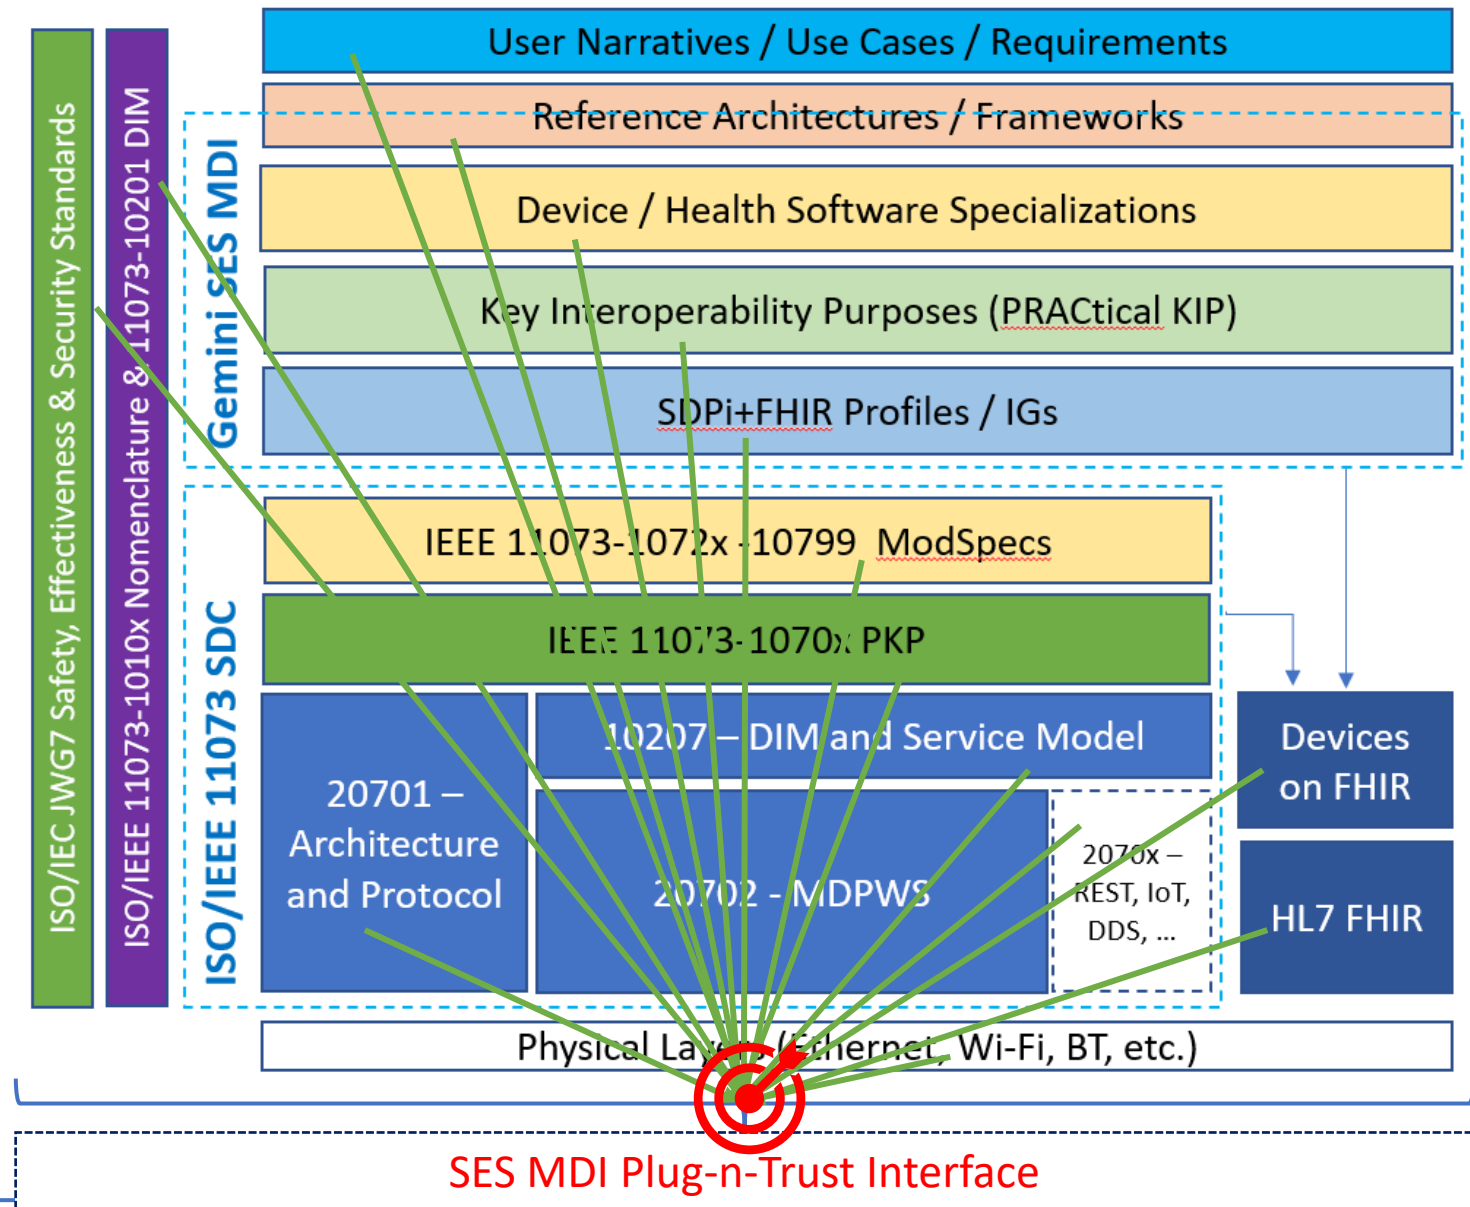 User Narratives / Use Cases / Requirements
Reference Architectures / Frameworks
Device / Health Software Specializations
Key Interoperability Purposes (PRACtical KIP)
SDPi+FHIR Profiles / IGs
Gemini SES MDI
ISO/IEC JWG7 Safety, Effectiveness & Security Standards
ISO/IEEE 11073-1010x Nomenclature & 11073-10201 DIM
ISO/IEEE 11073 SDC
IEEE 11073-1072x -10799 ModSpecs
IEEE 11073-1070x PKP
10207 – DIM and Service Model
20701 –
Architecture
and Protocol
20702 - MDPWS
2070x –
REST, IoT,
DDS, ...
Devices
on FHIR
HL7 FHIR
Physical Layers (Ethernet, Wi-Fi, BT, etc.)
SES MDI Plug-n-Trust Interface